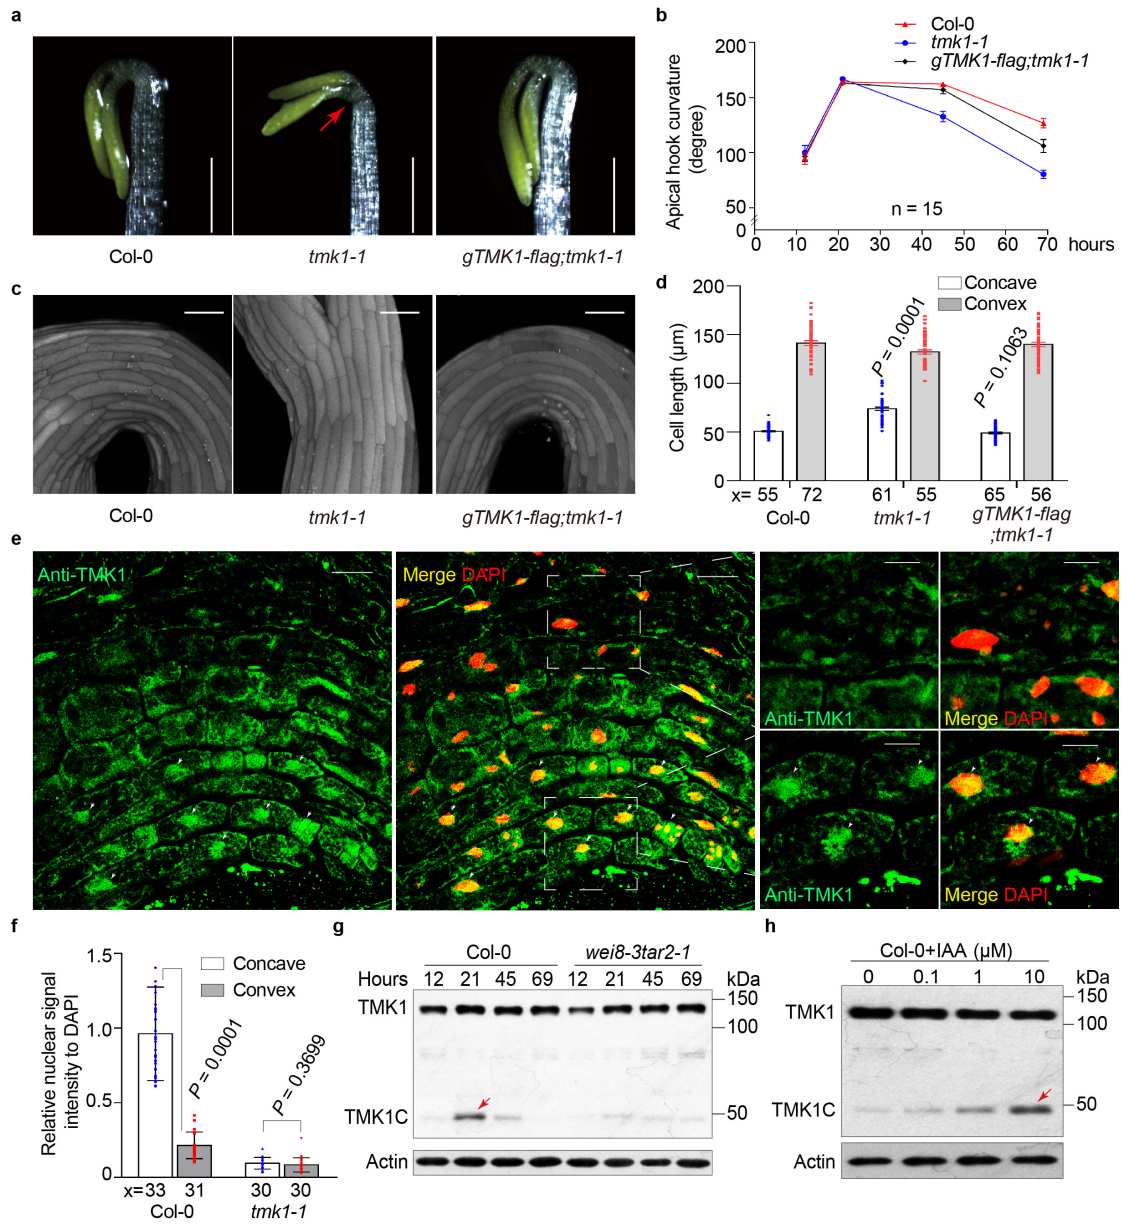 a
Col-0
tmk1-1
gTMK1-flag;tmk1-1
b
Col-0
tmk1-1
gTMK1-flag;tmk1-1
Apical hook curvature
(degree)
200
150
100
50
0
n = 15
0 10 20 30 40 50 60 70 hours
c
Col-0
tmk1-1
gTMK1-flag;tmk1-1
d
Concave
Convex
Cell length (µm)
200
150
100
50
0
P = 0.0001
P = 0.1063
x= 55 72 61 55 65 56
Col-0
tmk1-1
gTMK1-flag
;tmk1-1
e
Anti-TMK1
Merge DAPI
Anti-TMK1
Merge DAPI
Anti-TMK1
Merge DAPI
f
Concave
Convex
Relative nuclear signal
intensity to DAPI
1.5
1.0
0.5
0
P = 0.0001
P = 0.3699
x=33 31 30 30
Col-0
tmk1-1
g
Col-0
wei8-3tar2-1
Hours 12 21 45 69 12 21 45 69 kDa
TMK1
150
100
TMK1C
50
Actin
h
Col-0+IAA (µM)
0 0.1 1 10 kDa
TMK1
150
100
TMK1C
50
Actin